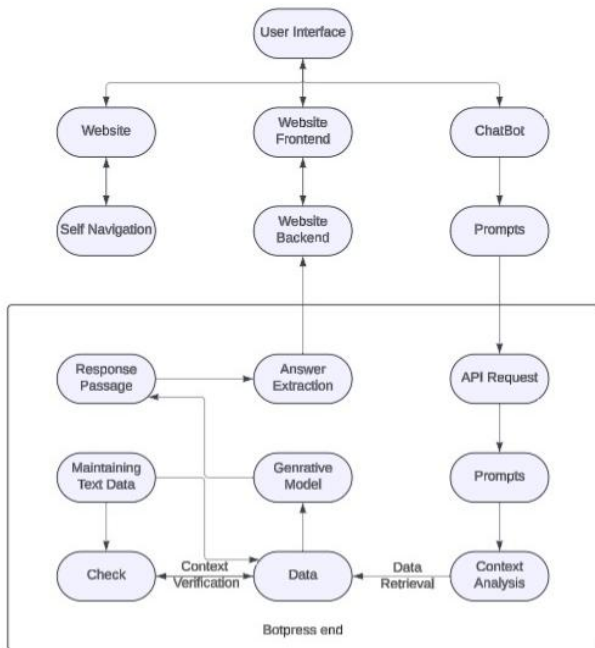 User Interface
Website
Website
Frontend
ChatBot
Self Navigation
Website
Backend
Prompts
Response
Passage
Answer
Extraction
API Request
Maintaining
Text Data
Genrative
Model
Prompts
Check
Context
Verification
Data
Data
Retrieval
Context
Analysis
Botpress end